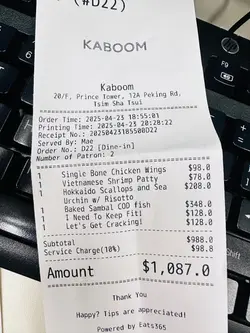 (#D22)
KABOOM
Kaboom
20/F, Prince Tower, 12A Peking Rd.
Tsim Sha Tsui
Order Time: 2025-04-23 18:55:01
Printing Time: 2025-04-23 20:28:22
Receipt No.: 20250423185500D22
Served By: Mae
Order No.: D22 [Dine-in]
Number of Patron: 2
1 Single Bone Chicken Wings $98.0
1 Vietnamese Shrimp Patty $78.0
1 Hokkaido Scallops and Sea $208.0
Urchin w/ Risotto
1 Baked Sambal COD fish $348.0
1 I Need To Keep Fit! $128.0
1 Let's Get Cracking! $128.0
Subtotal $988.0
Service Charge(10%) $98.8
Amount $1,087.0
Thank You
Happy? Tips are appreciated!
Powered by Eats365